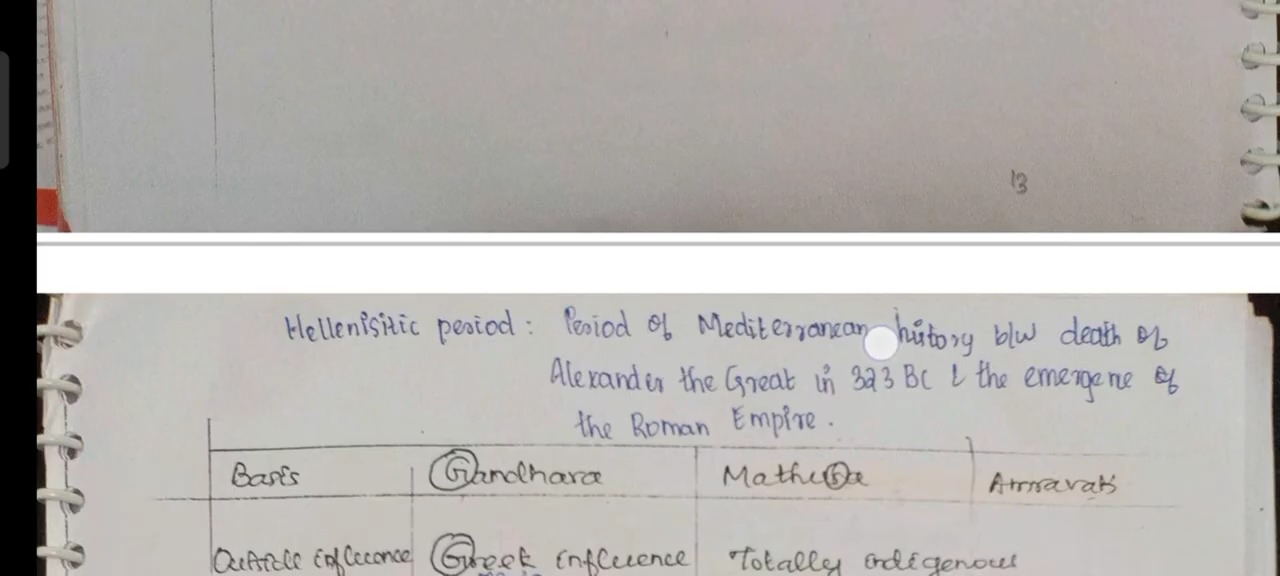 13
Hellenisitic period : Period of Mediterranean history b/w death of
Alexander the Great in 323 BC & the emergene of
the Roman Empire.
Basis Gandhara Mathura Amravati
Outside influence Greek influence Totally indigenous